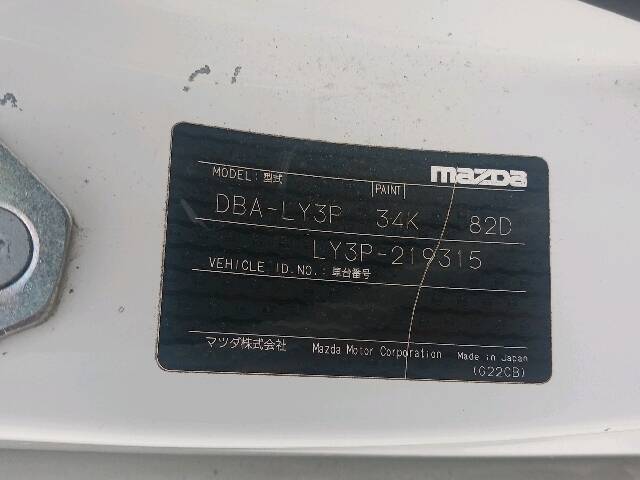 mazda
MODEL:型式 PAINT
DBA-LY3P 34K 82D
LY3P-219315
VEHICLE ID.NO.:車台番号
マツダ株式会社 Mazda Motor Corporation Made in Japan
(G22CB)